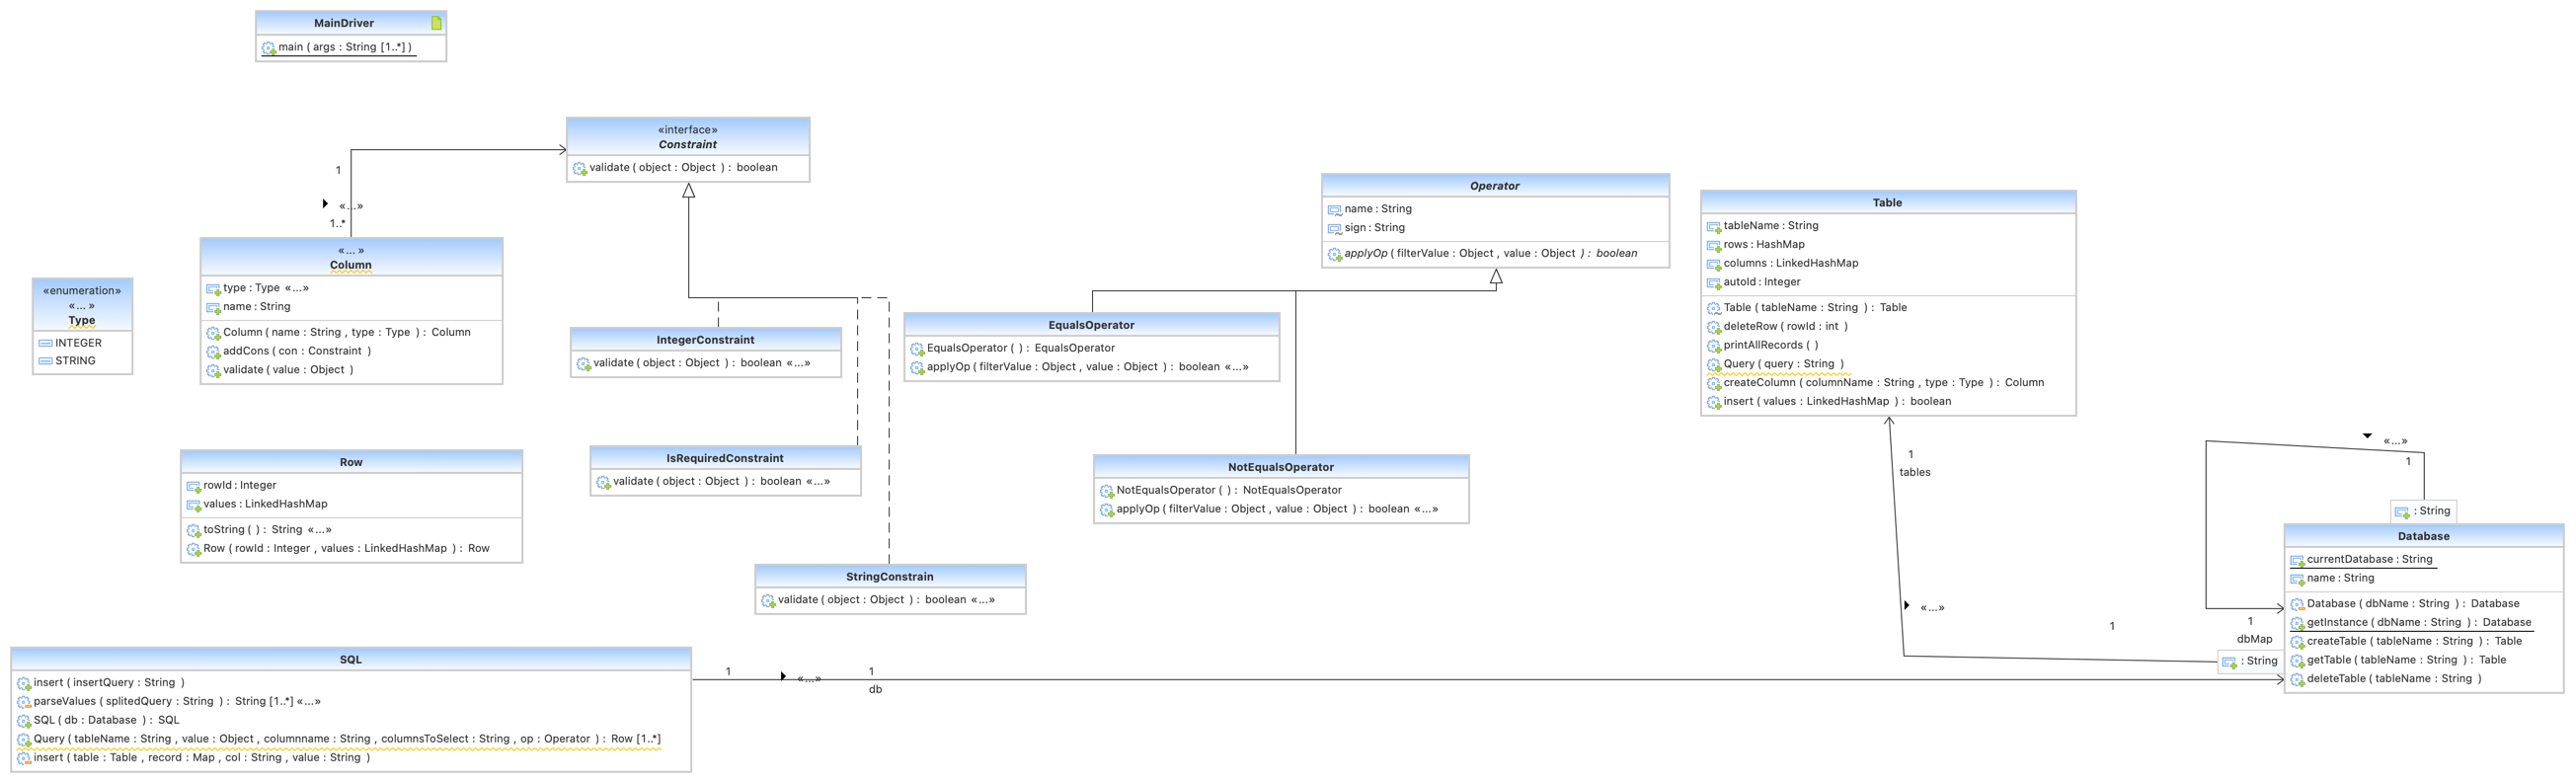 MainDriver
main ( args : String [1..*] )
«interface»
Constraint
validate ( object : Object ) : boolean
1
«...»
1..*
«... »
Column
type : Type «...»
name : String
Column ( name : String , type : Type ) : Column
addCons ( con : Constraint )
validate ( value : Object )
«enumeration»
«... »
Type
INTEGER
STRING
IntegerConstraint
validate ( object : Object ) : boolean «...»
IsRequiredConstraint
validate ( object : Object ) : boolean «...»
StringConstrain
validate ( object : Object ) : boolean «...»
Operator
name : String
sign : String
applyOp ( filterValue : Object , value : Object ) : boolean
EqualsOperator
EqualsOperator ( ) : EqualsOperator
applyOp ( filterValue : Object , value : Object ) : boolean «...»
NotEqualsOperator
NotEqualsOperator ( ) : NotEqualsOperator
applyOp ( filterValue : Object , value : Object ) : boolean «...»
Table
tableName : String
rows : HashMap
columns : LinkedHashMap
autoId : Integer
Table ( tableName : String ) : Table
deleteRow ( rowId : int )
printAllRecords ( )
Query ( query : String )
createColumn ( columnName : String , type : Type ) : Column
insert ( values : LinkedHashMap ) : boolean
1
tables
«...»
1
: String
«...»
1
: String
1
dbMap
Database
currentDatabase : String
name : String
Database ( dbName : String ) : Database
getInstance ( dbName : String ) : Database
createTable ( tableName : String ) : Table
getTable ( tableName : String ) : Table
deleteTable ( tableName : String )
Row
rowId : Integer
values : LinkedHashMap
toString ( ) : String «...»
Row ( rowId : Integer , values : LinkedHashMap ) : Row
SQL
insert ( insertQuery : String )
parseValues ( splitedQuery : String ) : String [1..*] «...»
SQL ( db : Database ) : SQL
Query ( tableName : String , value : Object , columnname : String , columnsToSelect : String , op : Operator ) : Row [1..*]
insert ( table : Table , record : Map , col : String , value : String )
1
«...»
1
db